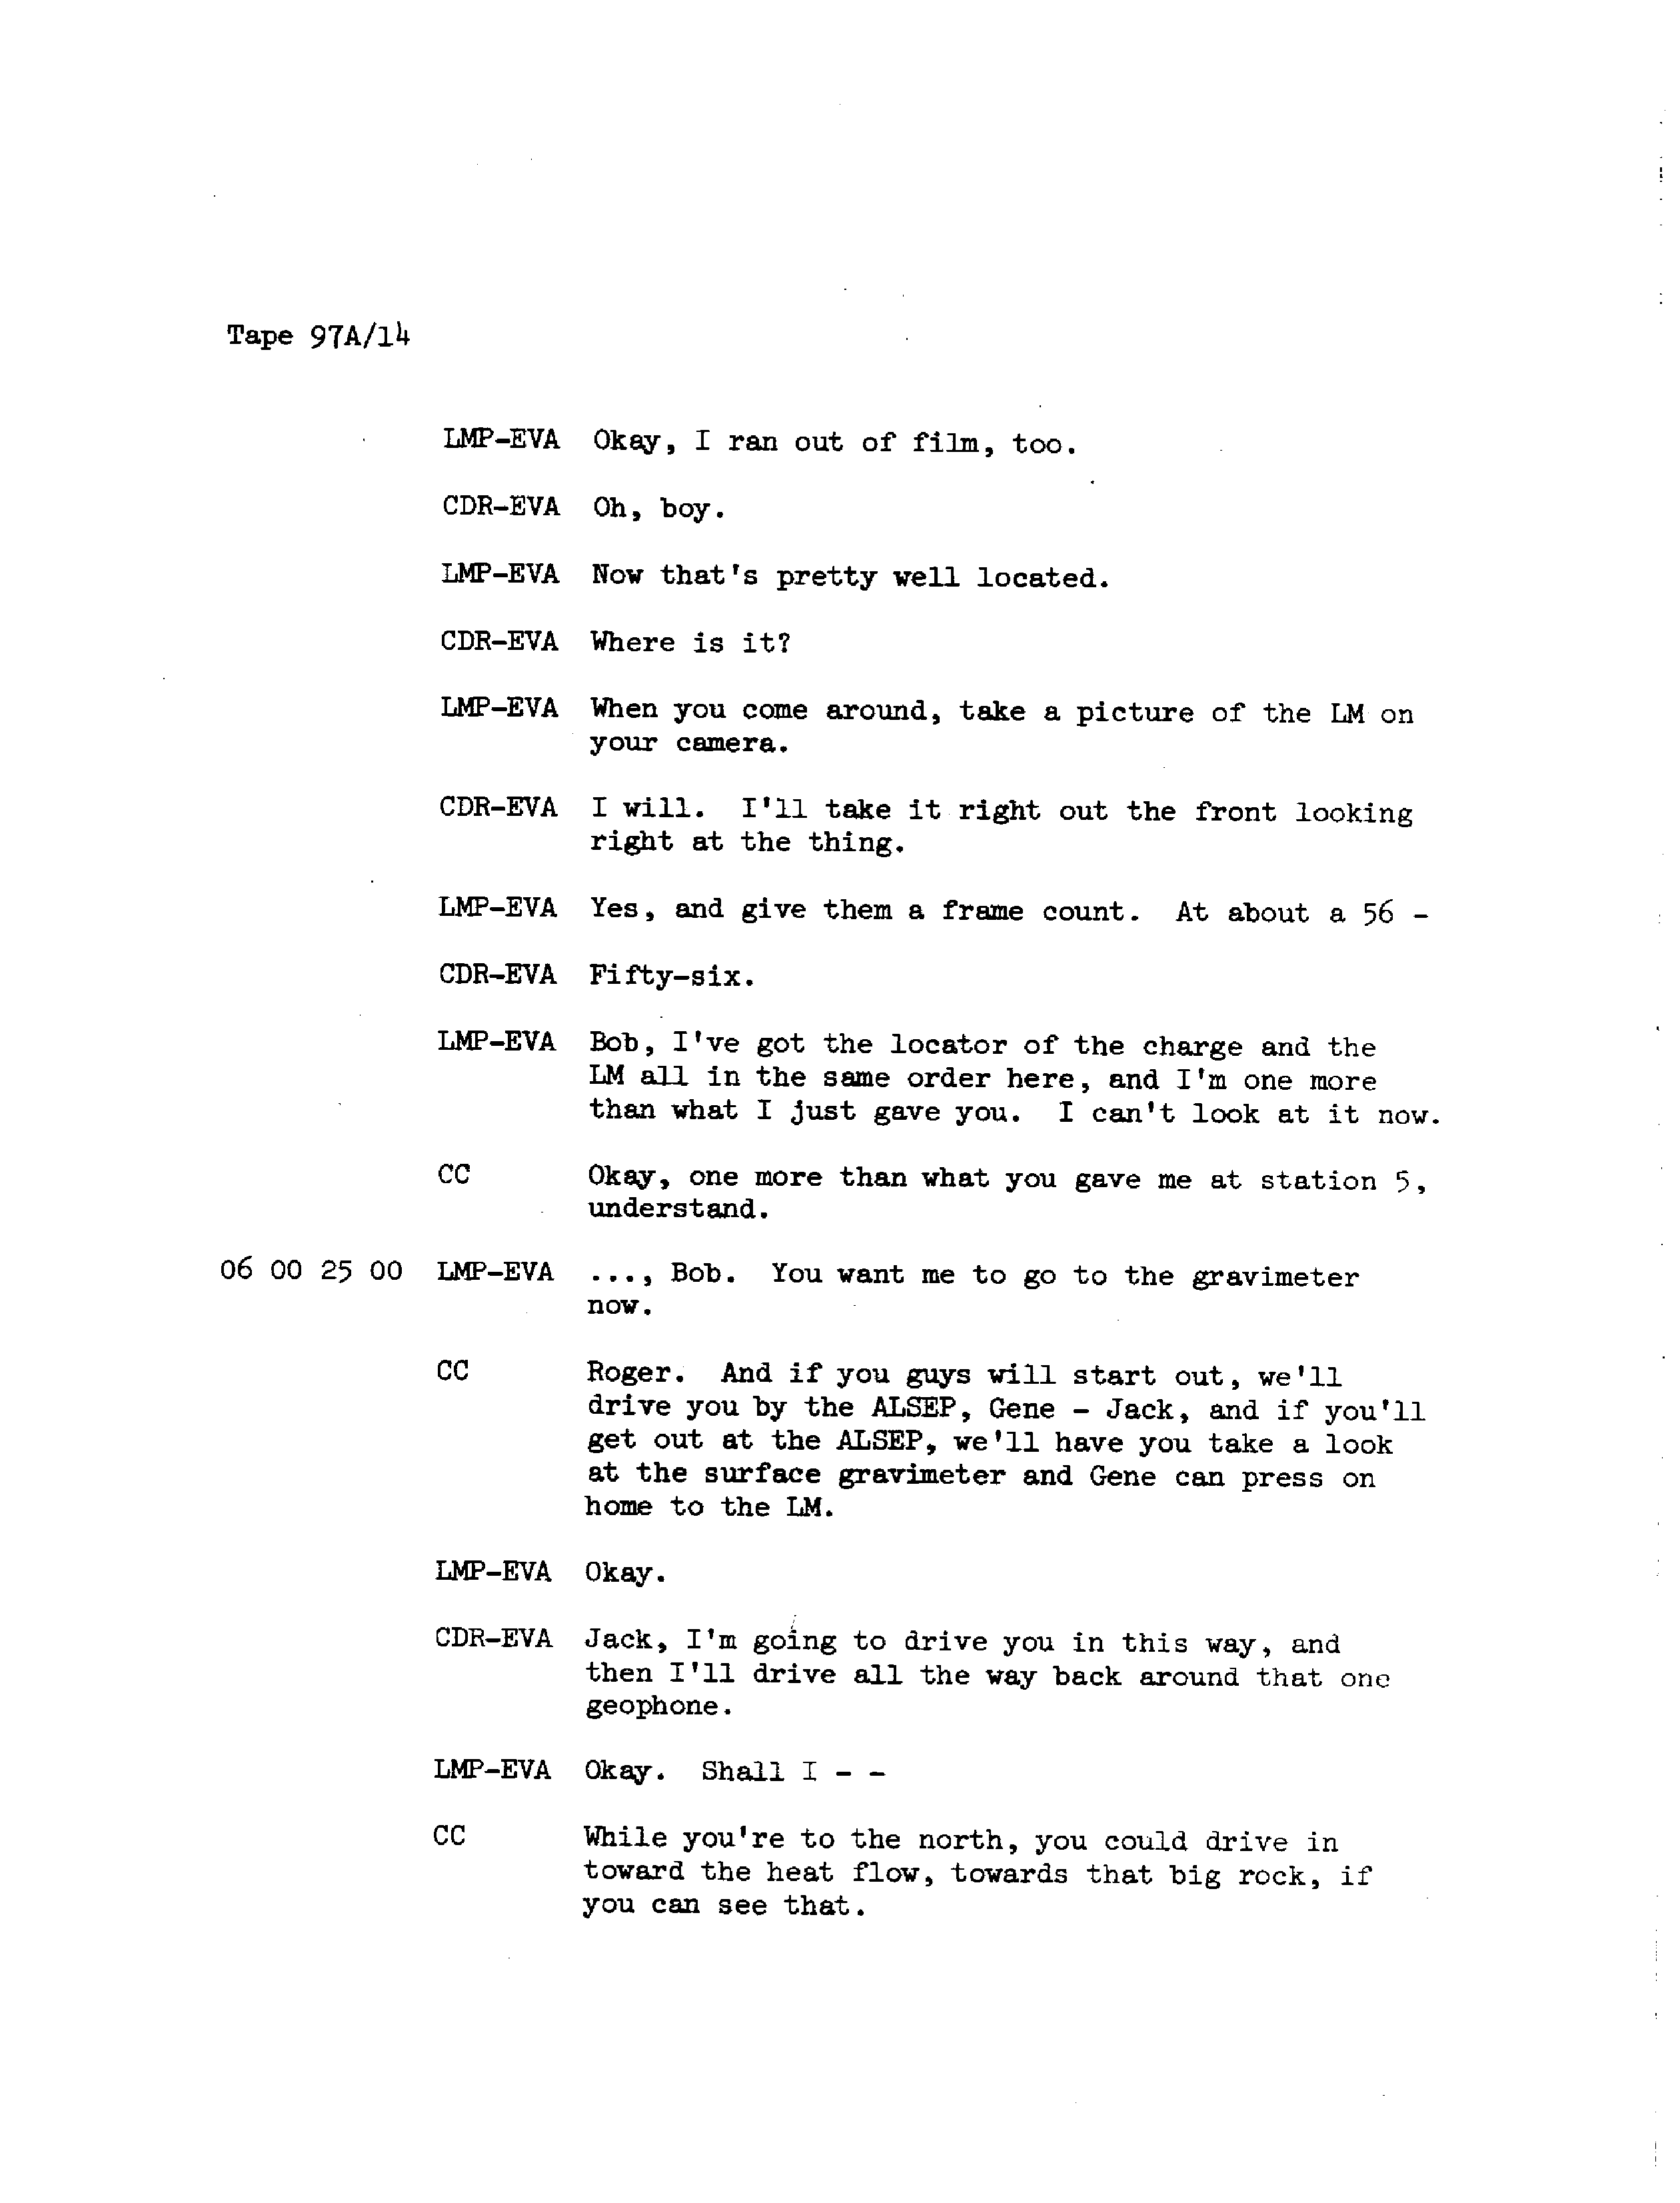 Tape 97A/14
LMP-EVA Okay, I ran out of film, too.
CDR-EVA Oh, boy.
LMP-EVA Now that's pretty well located.
CDR-EVA Where is it?
LMP-EVA When you come around, take a picture of the LM on
your camera.
CDR-EVA I will. I'll take it right out the front looking
right at the thing.
LMP-EVA Yes, and give them a frame count. At about a 56 -
CDR-EVA Fifty-six.
LMP-EVA Bob, I've got the locator of the charge and the
LM all in the same order here, and I'm one more
than what I just gave you. I can't look at it now.
CC Okay, one more than what you gave me at station 5,
understand.
06 00 25 00 LMP-EVA ..., Bob. You want me to go to the gravimeter
now.
CC Roger. And if you guys will start out, we'll
drive you by the ALSEP, Gene - Jack, and if you'll
get out at the ALSEP, we'll have you take a look
at the surface gravimeter and Gene can press on
home to the LM.
LMP-EVA Okay.
CDR-EVA Jack, I'm going to drive you in this way, and
then I'll drive all the way back around that one
geophone.
LMP-EVA Okay. Shall I - -
CC While you're to the north, you could drive in
toward the heat flow, towards that big rock, if
you can see that.